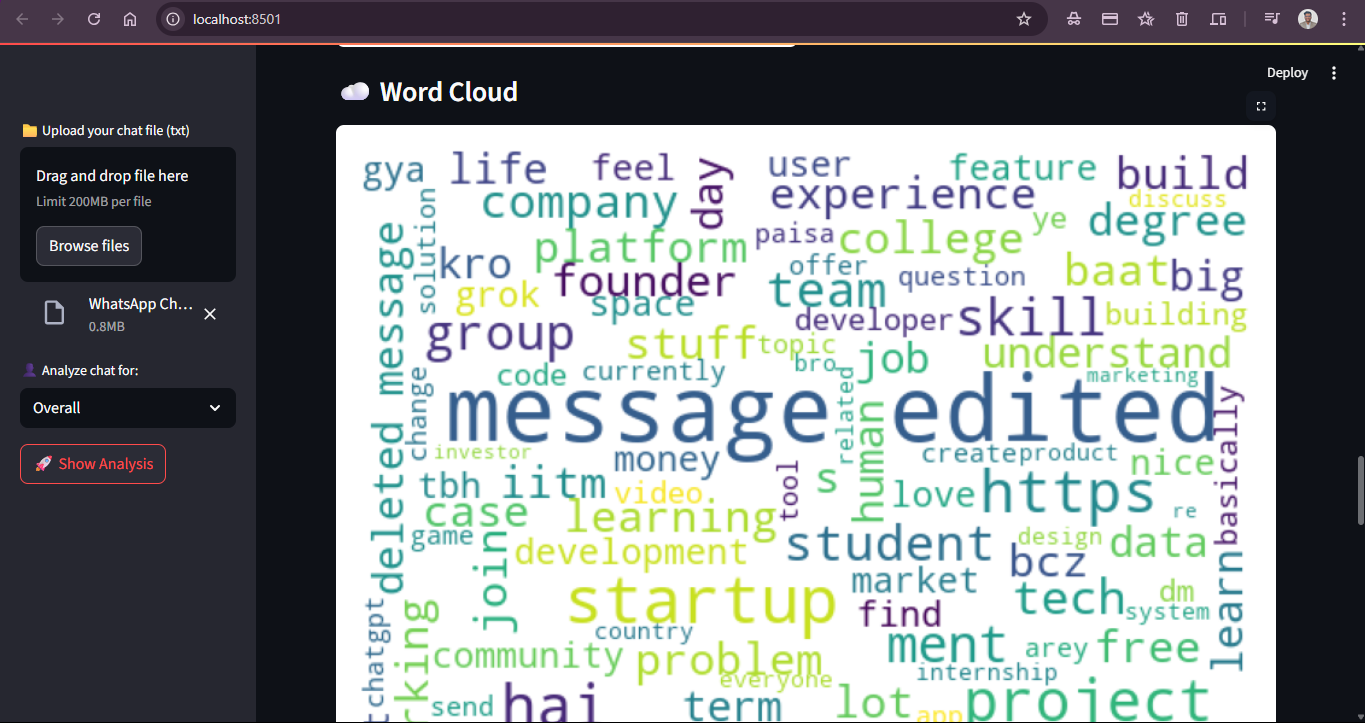 localhost:8501
Deploy
Upload your chat file (txt)
Drag and drop file here
Limit 200MB per file
Browse files
WhatsApp Ch...
0.8MB
Analyze chat for:
Overall
Show Analysis
Word Cloud
gya
life
feel
day
user
feature
build
company
experience
discuss
solution
platform
paisa
college
ye
degree
deleted message
kro
founder
offer
question
baat
big
grok
space
team
group
developer
skill
building
stuff
topic
bro
job
understand
change
code
currently
related
marketing
message
edited
basically
investor
money
tool
s
human
create
product
nice
tbh
iitm
video
love
https
re
case
learning
game
join
development
student
design
data
bcz
market
startup
tech
dm
system
learn
find
chatgpt
rking
country
community
problem
everyone
ment
arey
free
internship
t
send
hai
term
lot
app
project